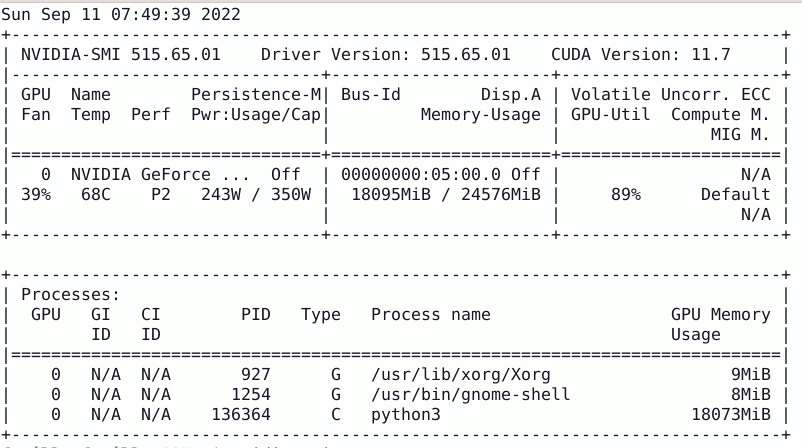 Sun Sep 11 07:49:39 2022
+-----------------------------------------------------------------------------+
| NVIDIA-SMI 515.65.01    Driver Version: 515.65.01    CUDA Version: 11.7     |
|-------------------------------+----------------------+----------------------+
| GPU  Name        Persistence-M| Bus-Id        Disp.A | Volatile Uncorr. ECC |
| Fan  Temp  Perf  Pwr:Usage/Cap|         Memory-Usage | GPU-Util  Compute M. |
|                               |                      |               MIG M. |
|===============================+======================+======================|
|   0  NVIDIA GeForce ...  Off  | 00000000:05:00.0 Off |                  N/A |
| 39%   68C    P2   243W / 350W |  18095MiB / 24576MiB |     89%      Default |
|                               |                      |                  N/A |
+-------------------------------+----------------------+----------------------+

+-----------------------------------------------------------------------------+
| Processes:                                                                  |
|  GPU   GI   CI        PID   Type   Process name                  GPU Memory |
|        ID   ID                                                   Usage      |
|=============================================================================|
|    0   N/A  N/A       927      G   /usr/lib/xorg/Xorg                  9MiB |
|    0   N/A  N/A      1254      G   /usr/bin/gnome-shell                8MiB |
|    0   N/A  N/A    136364      C   python3                         18073MiB |
+-----------------------------------------------------------------------------+